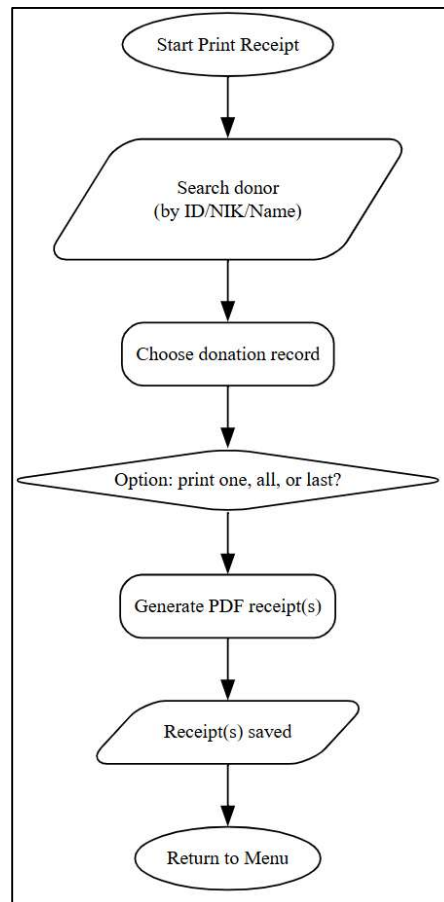 Start Print Receipt
Search donor
(by ID/NIK/Name)
Choose donation record
Option: print one, all, or last?
Generate PDF receipt(s)
Receipt(s) saved
Return to Menu